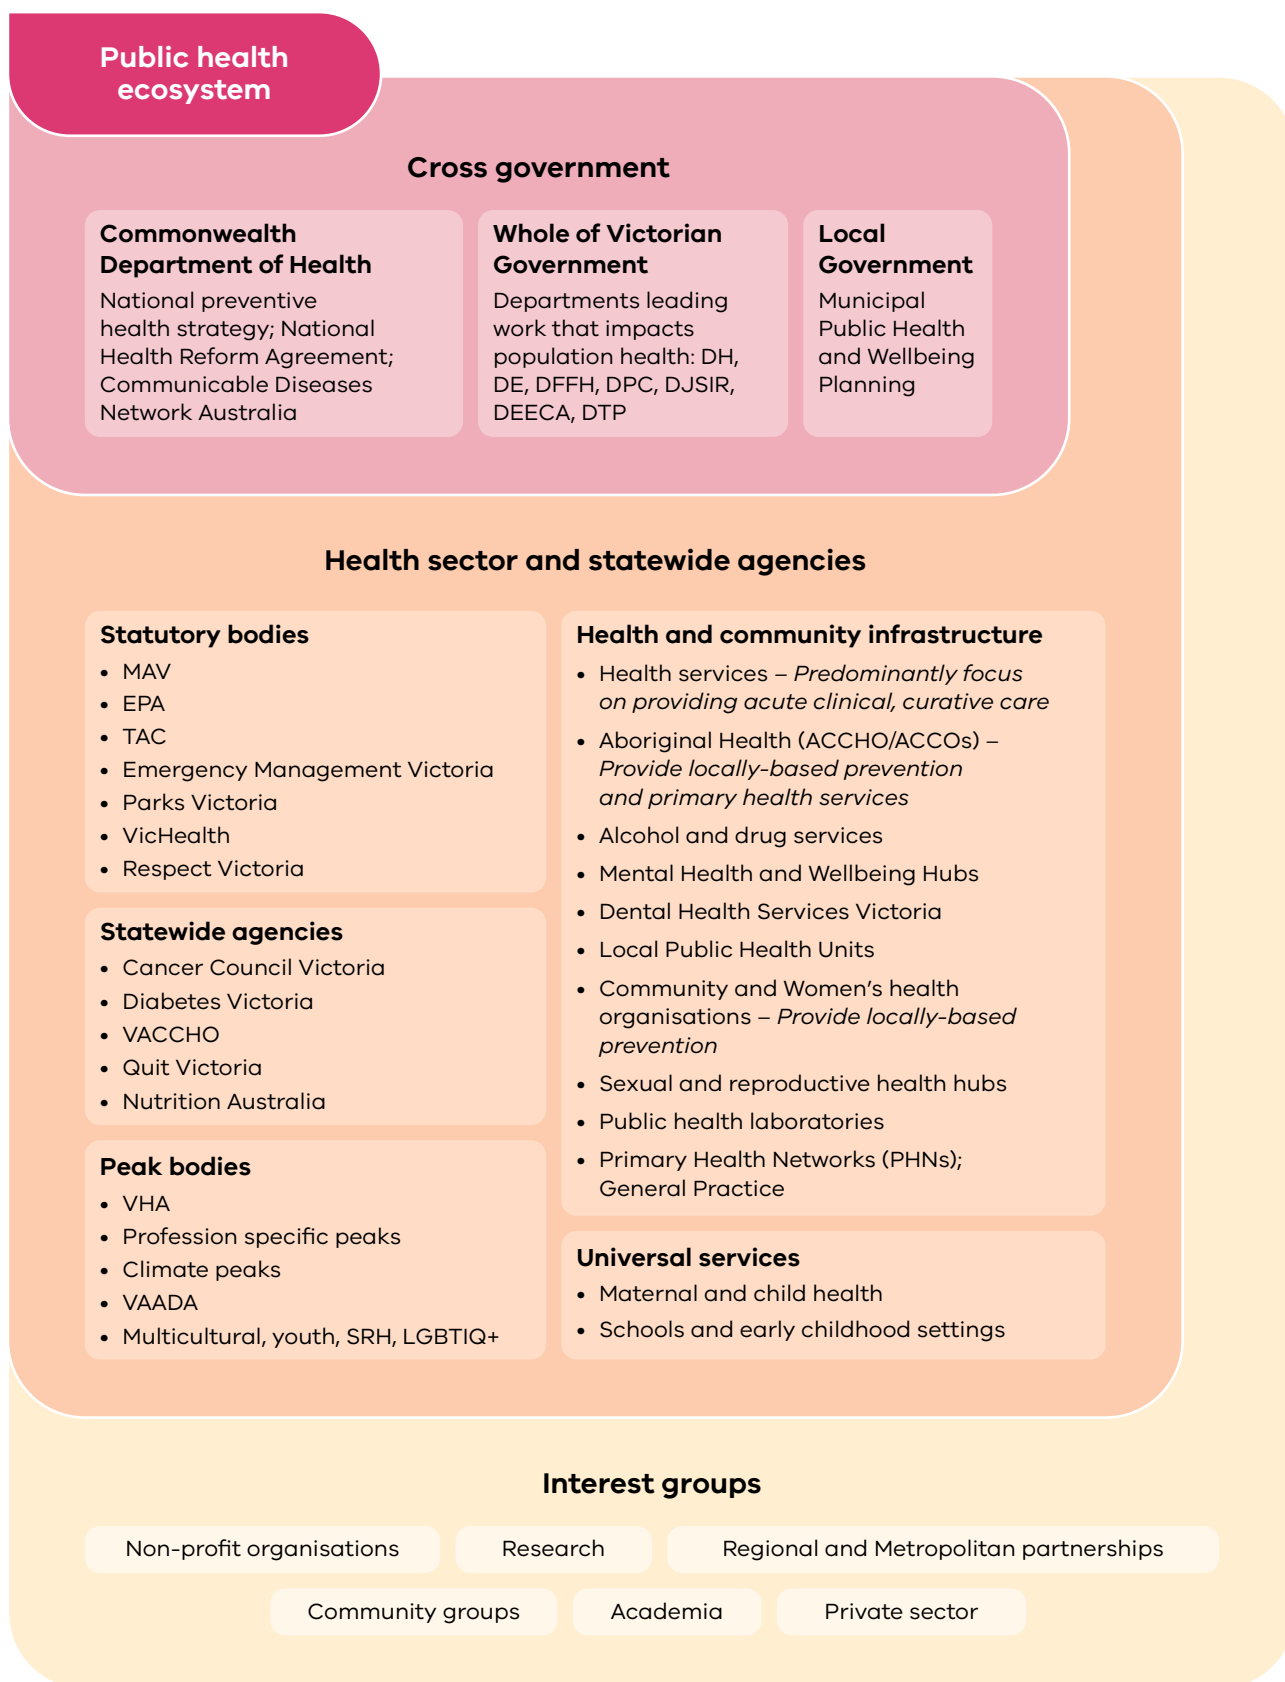 Public health
ecosystem
Cross government
Commonwealth
Department of Health
National preventive
health strategy; National
Health Reform Agreement;
Communicable Diseases
Network Australia
Whole of Victorian
Government
Departments leading
work that impacts
population health: DH,
DE, DFFH, DPC, DJSIR,
DEECA, DTP
Local
Government
Municipal
Public Health
and Wellbeing
Planning
Health sector and statewide agencies
Statutory bodies
• MAV
• EPA
• TAC
• Emergency Management Victoria
• Parks Victoria
• VicHealth
• Respect Victoria
Statewide agencies
• Cancer Council Victoria
• Diabetes Victoria
• VACCHO
• Quit Victoria
• Nutrition Australia
Peak bodies
• VHA
• Profession specific peaks
• Climate peaks
• VAADA
• Multicultural, youth, SRH, LGBTIQ+
Health and community infrastructure
• Health services – Predominantly focus
on providing acute clinical, curative care
• Aboriginal Health (ACCHO/ACCOs) –
Provide locally-based prevention
and primary health services
• Alcohol and drug services
• Mental Health and Wellbeing Hubs
• Dental Health Services Victoria
• Local Public Health Units
• Community and Women's health
organisations – Provide locally-based
prevention
• Sexual and reproductive health hubs
• Public health laboratories
• Primary Health Networks (PHNs);
General Practice
Universal services
• Maternal and child health
• Schools and early childhood settings
Interest groups
Non-profit organisations
Research
Regional and Metropolitan partnerships
Community groups
Academia
Private sector